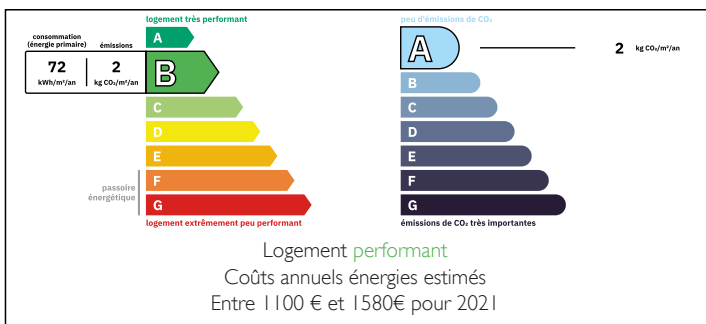 logement très performant
consommation
(énergie primaire)
émissions
72
kWh/m²/an
2
kg CO₂/m²/an
A
B
C
D
E
F
G
passoire
énergétique
logement extrêmement peu performant
peu d'émissions de CO₂
A
2 kg CO₂/m²/an
B
C
D
E
F
G
émissions de CO₂ très importantes
Logement performant
Coûts annuels énergies estimés
Entre 1100 € et 1580€ pour 2021